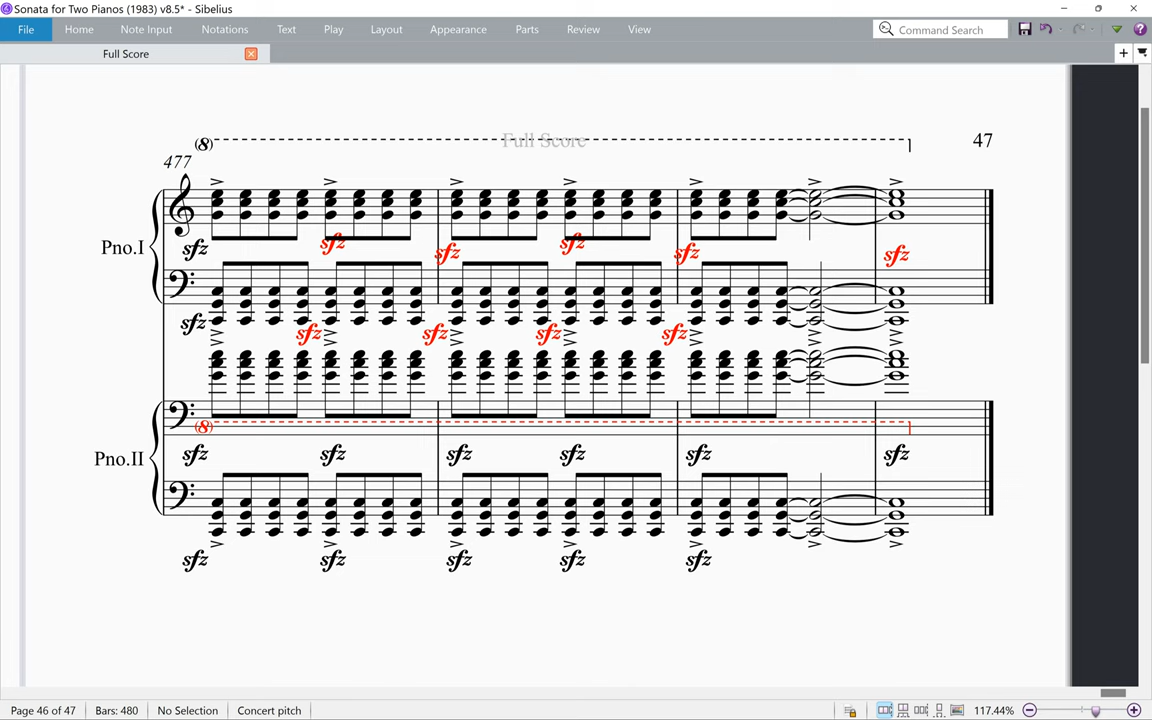 Sonata for Two Pianos (1983) v8.5* - Sibelius
File Home Note Input Notations Text Play Layout Appearance Parts Review View Command Search
Full Score
(8) Full Score 47
477
Pno.I
sfz sfz sfz sfz sfz sfz
sfz sfz sfz sfz sfz
Pno.II
(8)
sfz sfz sfz sfz sfz sfz
sfz sfz sfz sfz sfz
Page 46 of 47 Bars: 480 No Selection Concert pitch 117.44%